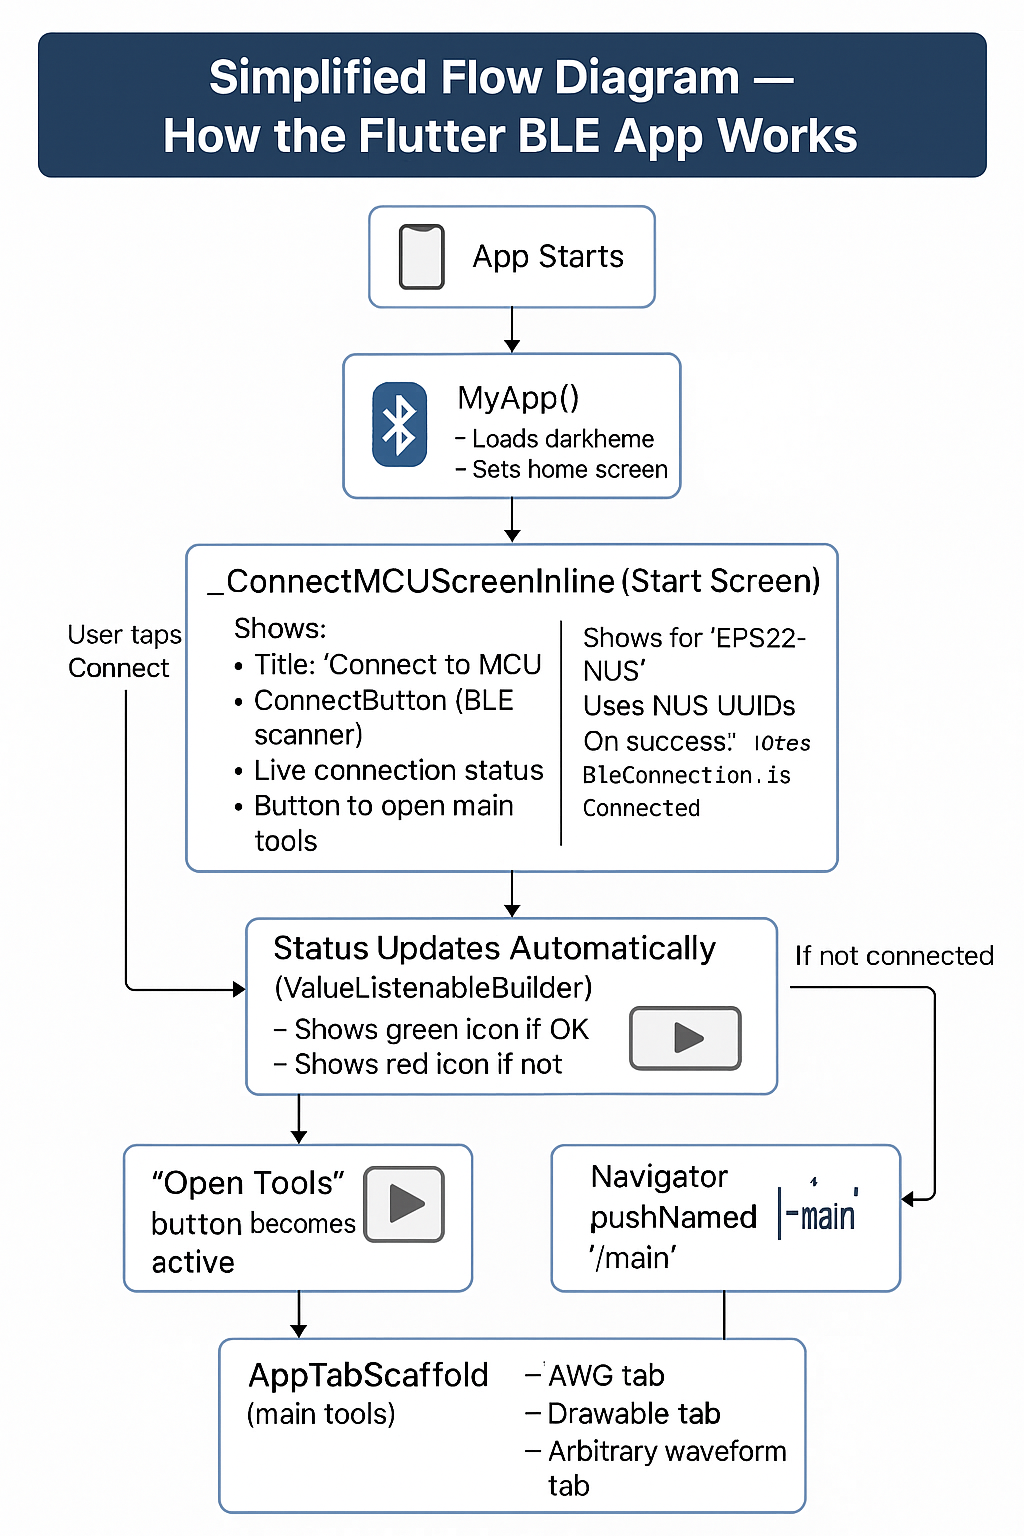 Simplified Flow Diagram —
How the Flutter BLE App Works
App Starts
MyApp()
– Loads darkheme
– Sets home screen
_ConnectMCUScreenInline (Start Screen)
User taps
Connect
Shows:
• Title: ‘Connect to MCU
• ConnectButton (BLE
scanner)
• Live connection status
• Button to open main
tools
Shows for ‘EPS22-
NUS’
Uses NUS UUIDs
On success:"
BleConnection.is
Connected
Status Updates Automatically
(ValueListenableBuilder)
– Shows green icon if OK
– Shows red icon if not
If not connected
“Open Tools”
button becomes
active
Navigator
pushNamed
‘/main’
-main'
AppTabScaffold
(main tools)
– AWG tab
– Drawable tab
– Arbitrary waveform
tab